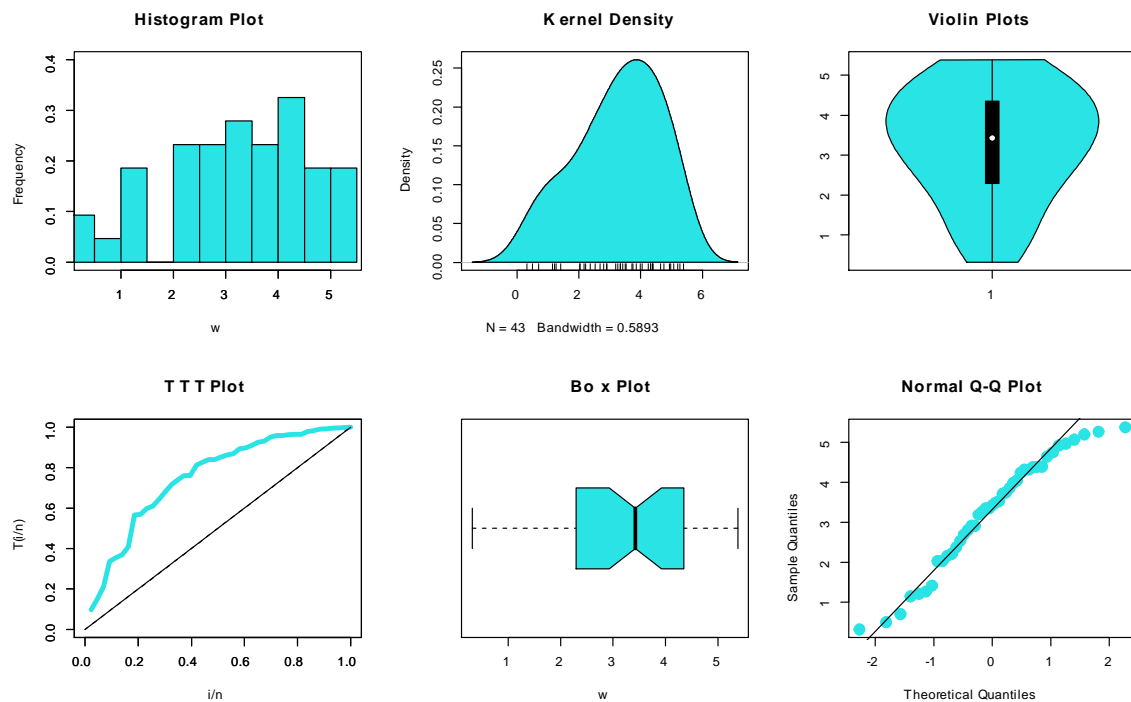 Histogram Plot
Frequency
0.0 0.1 0.2 0.3 0.4
1 2 3 4 5
w
K ernel Density
Density
0.00 0.05 0.10 0.15 0.20 0.25
0 2 4 6
N = 43 Bandwidth = 0.5893
Violin Plots
1 2 3 4 5
1
T T T Plot
T(i/n)
0.0 0.2 0.4 0.6 0.8 1.0
0.0 0.2 0.4 0.6 0.8 1.0
i/n
Bo x Plot
1 2 3 4 5
w
Normal Q-Q Plot
Sample Quantiles
1 2 3 4 5
-2 -1 0 1 2
Theoretical Quantiles